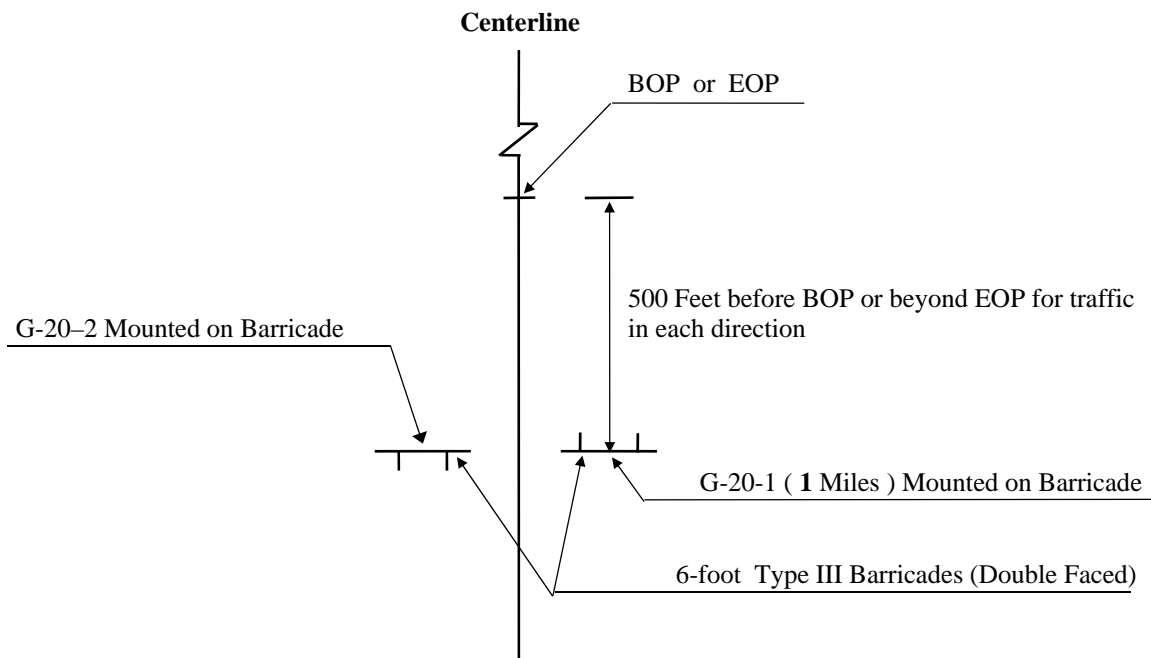 Centerline
BOP or EOP
500 Feet before BOP or beyond EOP for traffic
in each direction
G-20–2 Mounted on Barricade
G-20-1 ( 1 Miles ) Mounted on Barricade
6-foot Type III Barricades (Double Faced)